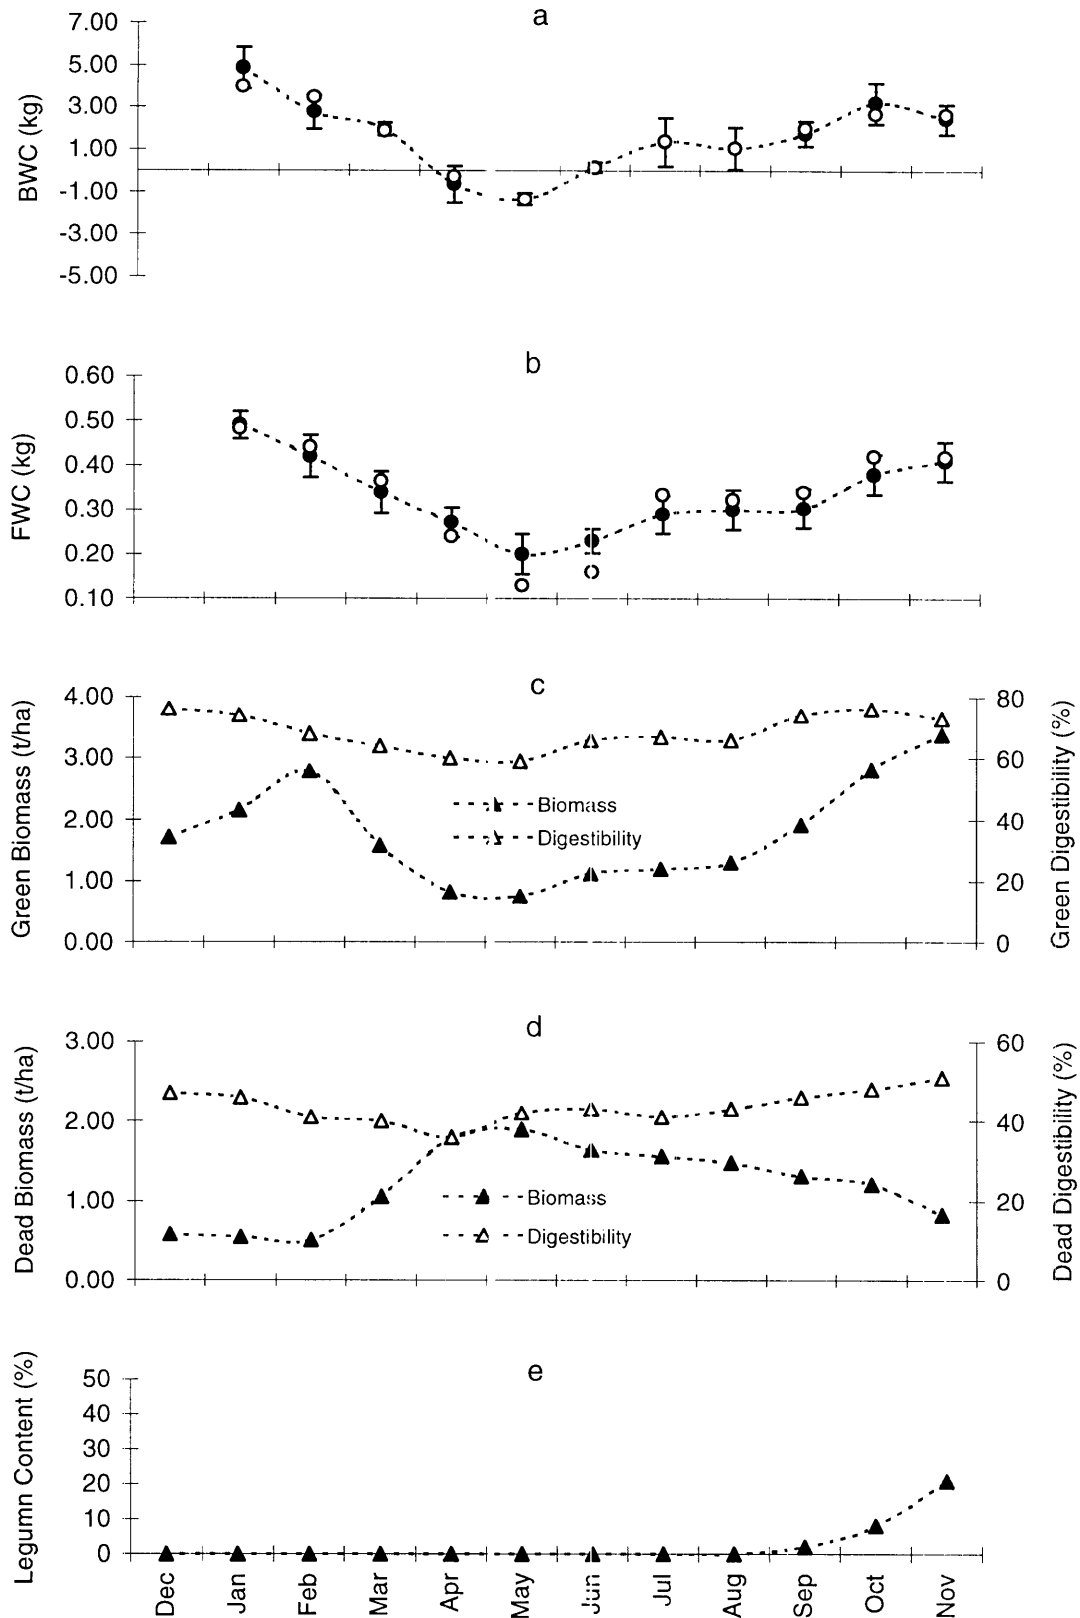 a
BWC (kg)
7.00
5.00
3.00
1.00
-1.00
-3.00
-5.00
b
FWC (kg)
0.60
0.50
0.40
0.30
0.20
0.10
c
Green Biomass (t/ha)
4.00
3.00
2.00
1.00
0.00
Biomass
Digestibility
80
60
40
20
0
Green Digestibility (%)
d
Dead Biomass (t/ha)
3.00
2.00
1.00
0.00
Biomass
Digestibility
60
40
20
0
Dead Digestibility (%)
e
Legumn Content (%)
50
40
30
20
10
0
Dec Jan Feb Mar Apr May Jun Jul Aug Sep Oct Nov